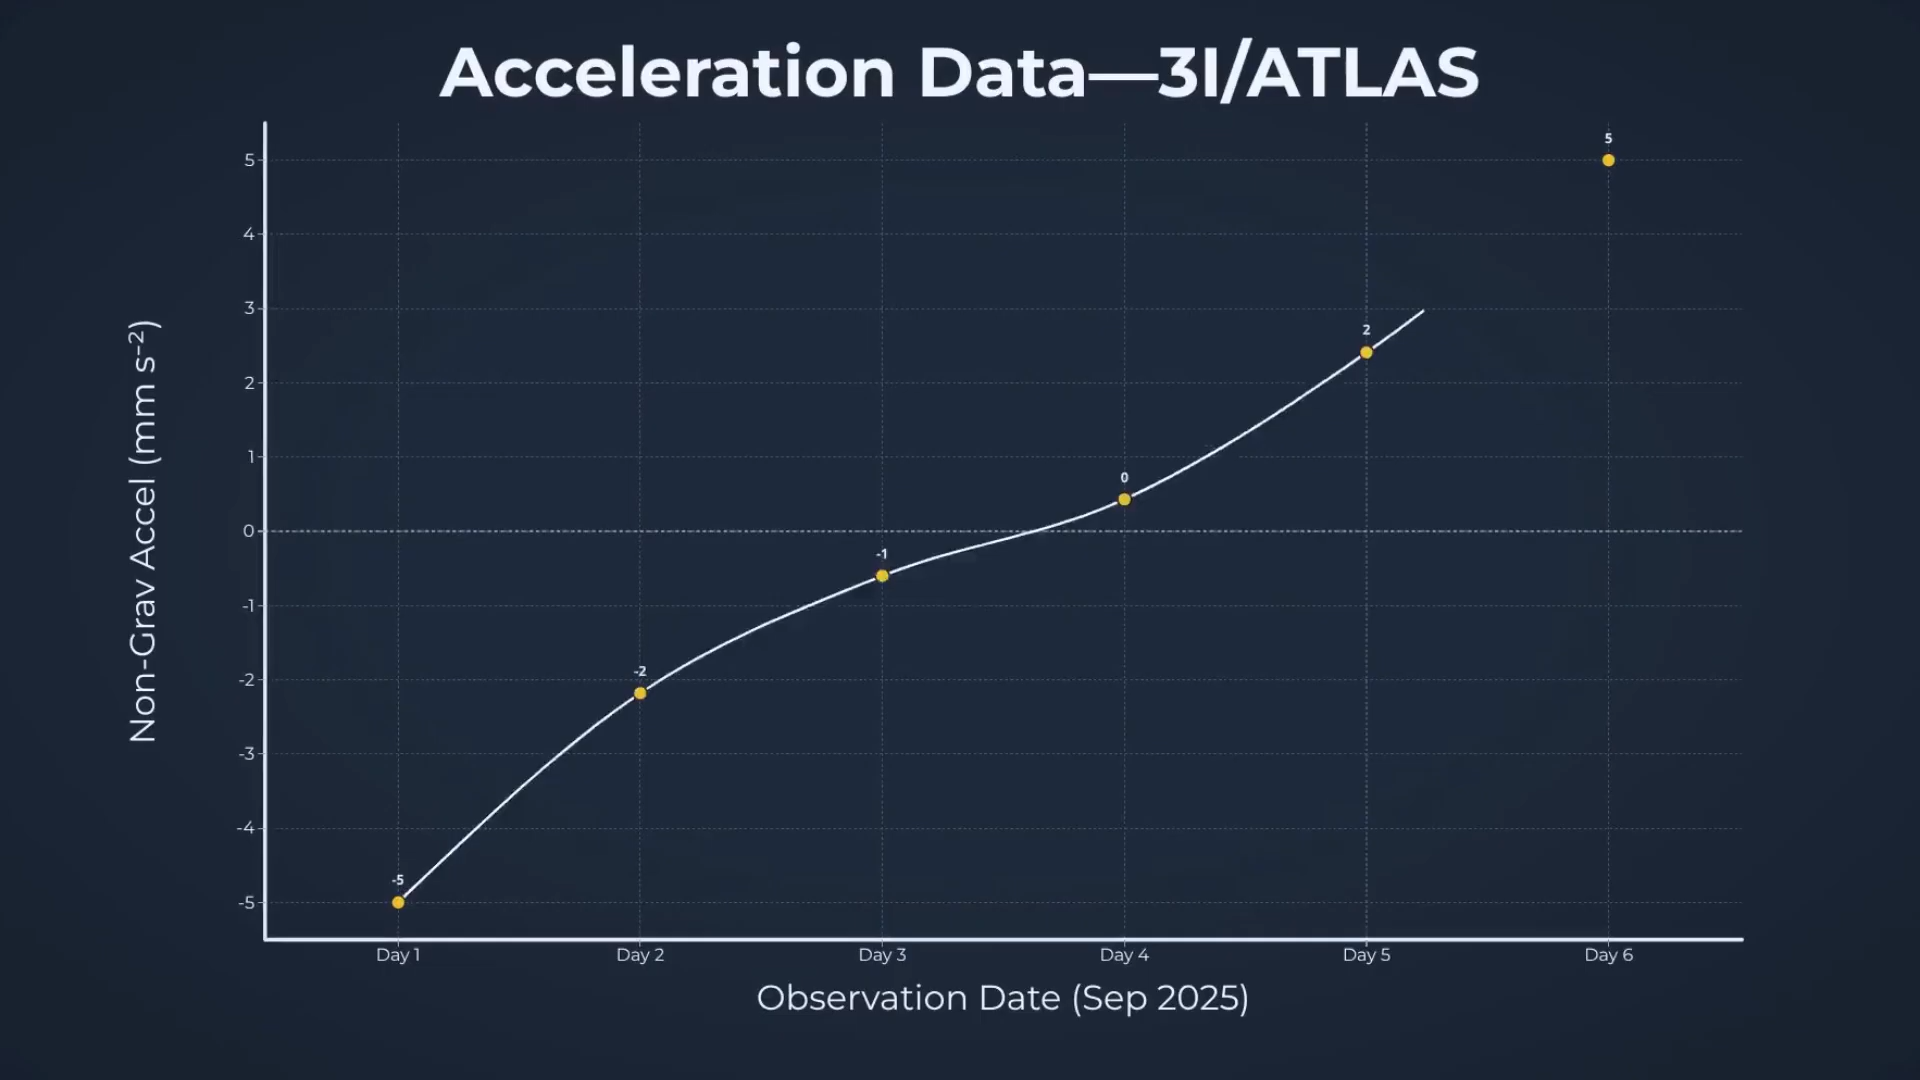 Acceleration Data—3I/ATLAS
Non-Grav Accel (mm s⁻²)
5
4
3
2
1
0
-1
-2
-3
-4
-5
-5
-2
-1
0
2
5
Day 1
Day 2
Day 3
Day 4
Day 5
Day 6
Observation Date (Sep 2025)